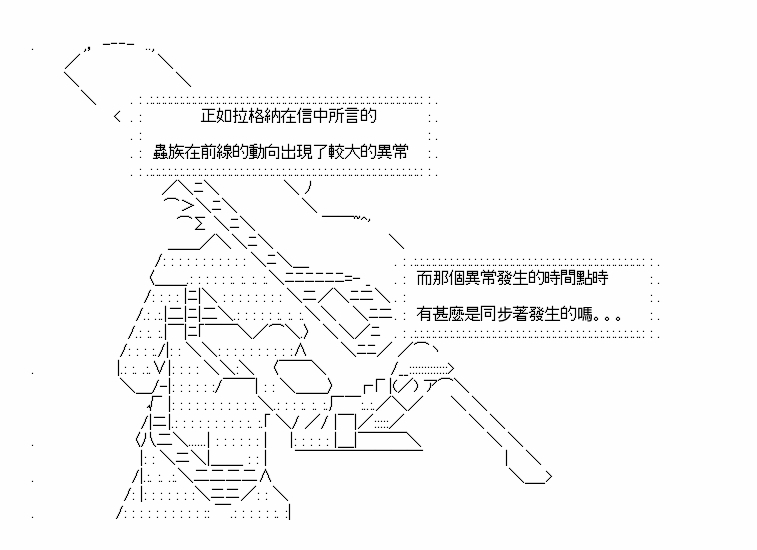 正如拉格納在信中所言的
蟲族在前線的動向出現了較大的異常
而那個異常發生的時間點時
有甚麼是同步著發生的嗎。。。